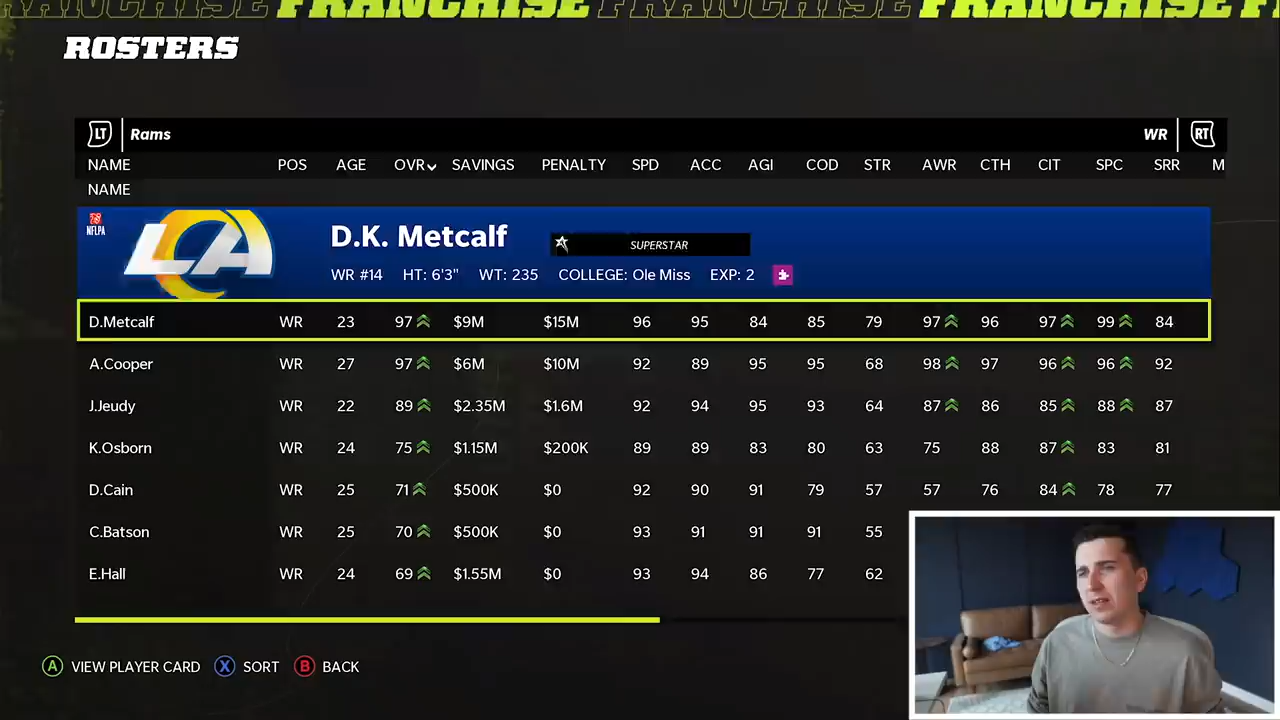 FRANCHISE FRANCHISE FRANCHISE FRANCHISE F
ROSTERS
LT Rams WR RT
NAME POS AGE OVR SAVINGS PENALTY SPD ACC AGI COD STR AWR CTH CIT SPC SRR M
NAME
NFLPA
LA
D.K. Metcalf SUPERSTAR
WR #14 HT: 6'3" WT: 235 COLLEGE: Ole Miss EXP: 2
D.Metcalf WR 23 97 $9M $15M 96 95 84 85 79 97 96 97 99 84
A.Cooper WR 27 97 $6M $10M 92 89 95 95 68 98 97 96 96 92
J.Jeudy WR 22 89 $2.35M $1.6M 92 94 95 93 64 87 86 85 88 87
K.Osborn WR 24 75 $1.15M $200K 89 89 83 80 63 75 88 87 83 81
D.Cain WR 25 71 $500K $0 92 90 91 79 57 57 76 84 78 77
C.Batson WR 25 70 $500K $0 93 91 91 91 55
E.Hall WR 24 69 $1.55M $0 93 94 86 77 62
A VIEW PLAYER CARD X SORT B BACK